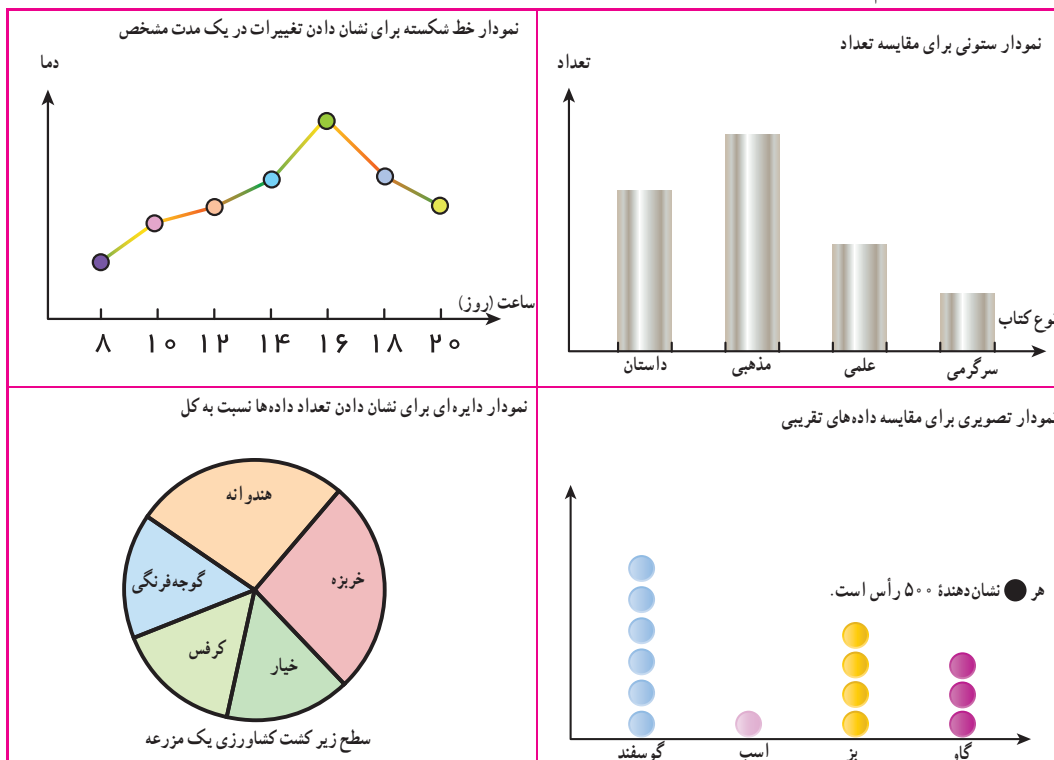 نمودار ستونی برای مقایسه تعداد
تعداد
نوع کتاب
داستان
مذهبی
علمی
سرگرمی
نمودار خط شکسته برای نشان دادن تغییرات در یک مدت مشخص
دما
ساعت (روز)
۸ ۱۰ ۱۲ ۱۴ ۱۶ ۱۸ ۲۰
نمودار تصویری برای مقایسه داده‌های تقریبی
هر نشان‌دهندهٔ ۵۰۰ رأس است.
گوسفند
اسب
بز
گاو
نمودار دایره‌ای برای نشان دادن تعداد داده‌ها نسبت به کل
هندوانه
خربزه
گوجه‌فرنگی
کرفس
خیار
سطح زیر کشت کشاورزی یک مزرعه